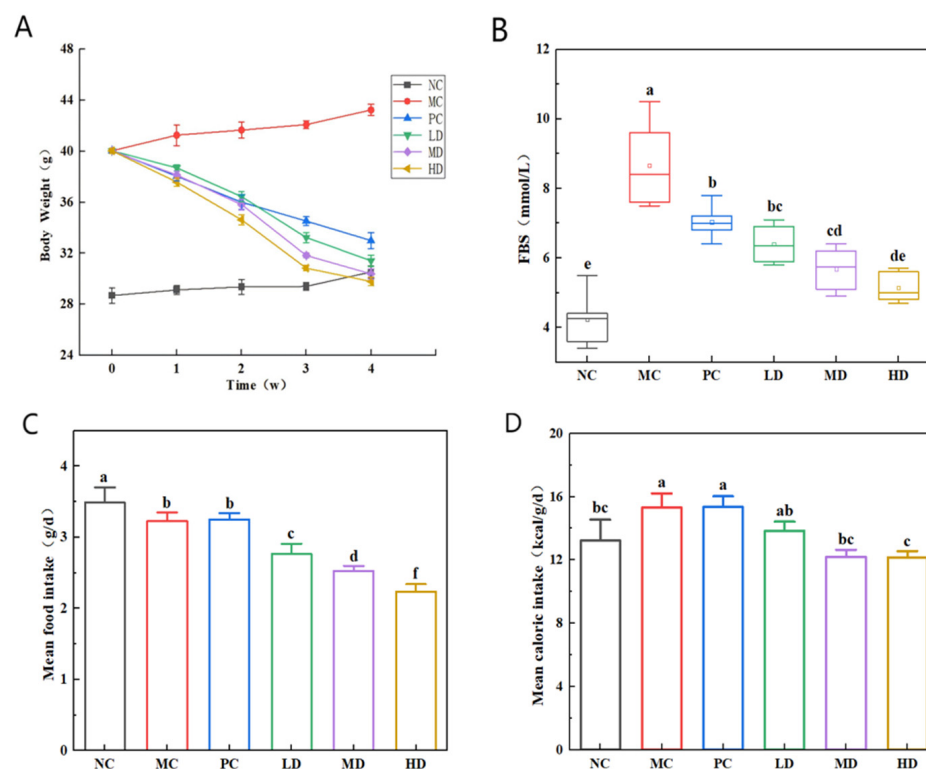 A
48
44
40
36
32
28
24
Body Weight（g）
0 1 2 3 4
Time（w）
NC
MC
PC
LD
MD
HD
B
12
10
8
6
4
FBS（mmol/L）
e
a
b
bc
cd
de
NC MC PC LD MD HD
C
4
3
2
1
0
Mean food intake（g/d）
a
b
b
c
d
f
NC MC PC LD MD HD
D
20
16
12
8
4
0
Mean caloric intake（kcal/g/d）
bc
a
a
ab
bc
c
NC MC PC LD MD HD